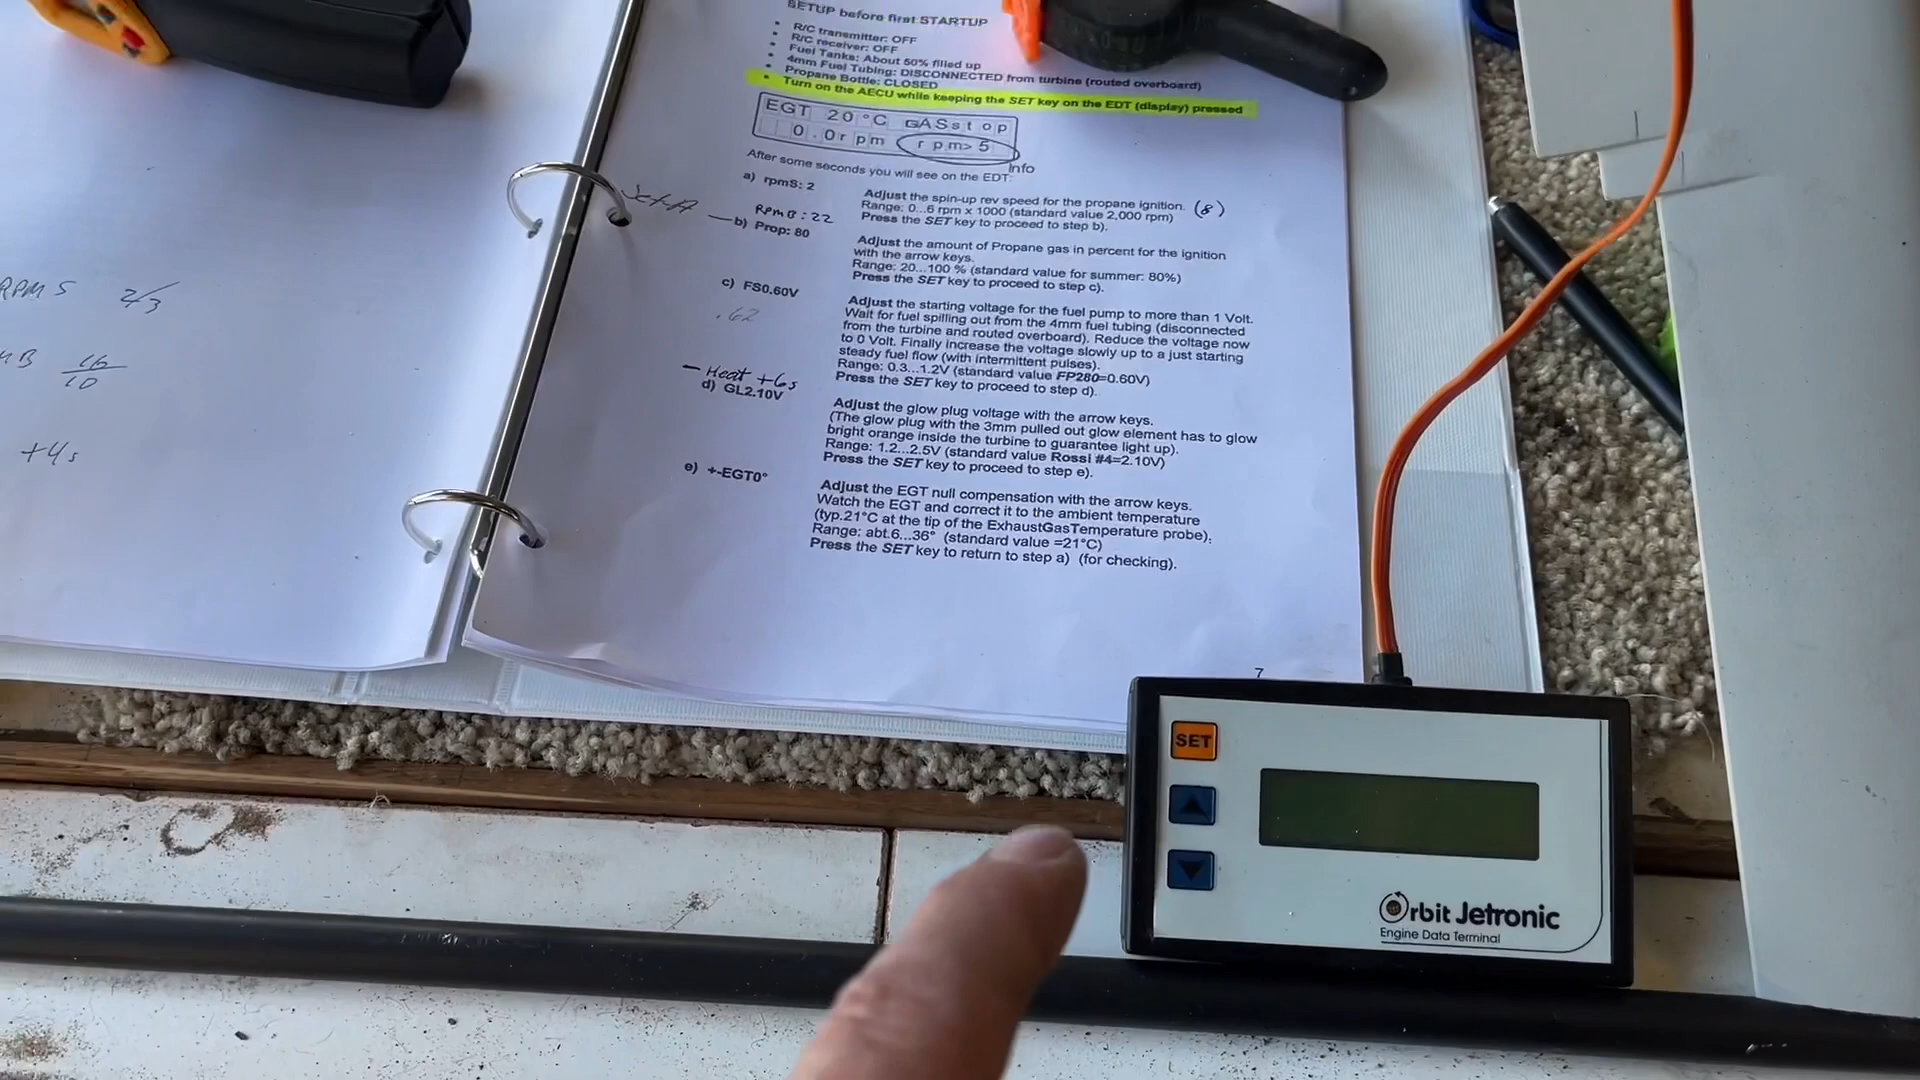 RPM S 2/3
16
10
+4s
SETUP before first STARTUP
• R/C transmitter: OFF
• R/C receiver: OFF
• Fuel Tanks: About 50% filled up
• 4mm Fuel Tubing: DISCONNECTED from turbine (routed overboard)
• Propane Bottle: CLOSED
• Turn on the AECU while keeping the SET key on the EDT (display) pressed
EGT 20°C GASstop
0.0rpm rpm>5
Info
After some seconds you will see on the EDT:
a) rpmS: 2
Adjust the spin-up rev speed for the propane ignition. (8)
Range: 0...6 rpm x 1000 (standard value 2,000 rpm)
Press the SET key to proceed to step b).
RPM B : 22
b) Prop: 80
Adjust the amount of Propane gas in percent for the ignition
with the arrow keys.
Range: 20...100 % (standard value for summer: 80%)
Press the SET key to proceed to step c).
c) FS0.60V
.62
Adjust the starting voltage for the fuel pump to more than 1 Volt.
Wait for fuel spilling out from the 4mm fuel tubing (disconnected
from the turbine and routed overboard). Reduce the voltage now
to 0 Volt. Finally increase the voltage slowly up to a just starting
steady fuel flow (with intermittent pulses).
Range: 0.3...1.2V (standard value FP280=0.60V)
Press the SET key to proceed to step d).
— Heat +6s
d) GL2.10V
Adjust the glow plug voltage with the arrow keys.
(The glow plug with the 3mm pulled out glow element has to glow
bright orange inside the turbine to guarantee light up).
Range: 1.2...2.5V (standard value Rossi #4=2.10V)
Press the SET key to proceed to step e).
e) +-EGT0°
Adjust the EGT null compensation with the arrow keys.
Watch the EGT and correct it to the ambient temperature
(typ.21°C at the tip of the ExhaustGasTemperature probe).
Range: abt.6...36° (standard value =21°C)
Press the SET key to return to step a) (for checking).
7
SET
Orbit Jetronic
Engine Data Terminal